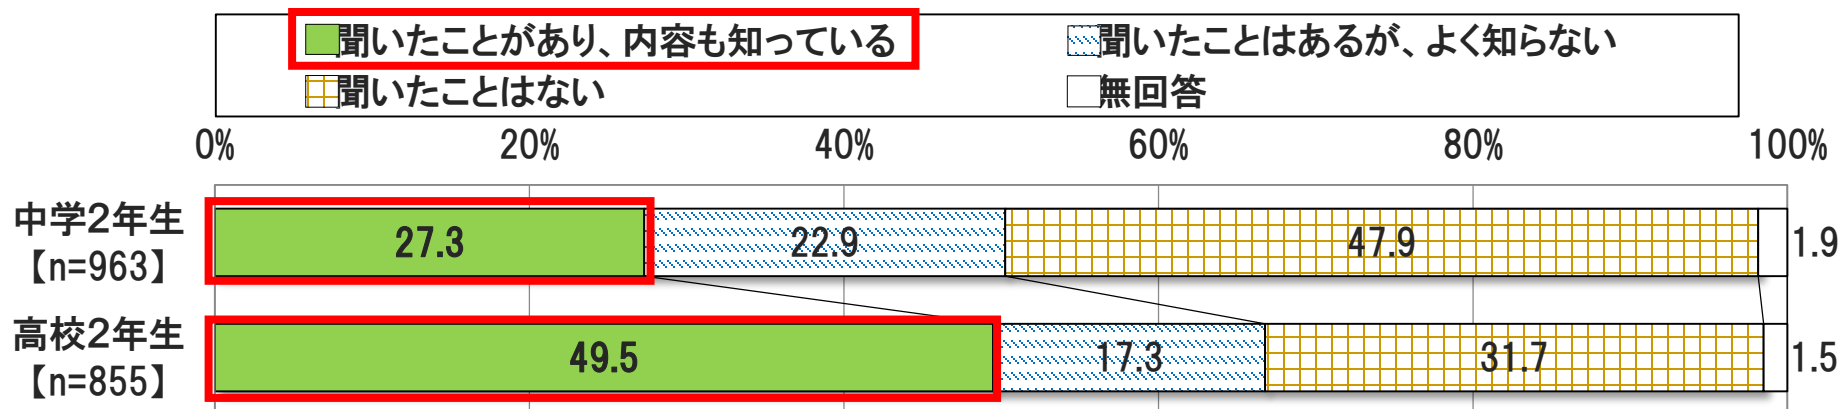 聞いたことがあり、内容も知っている 聞いたことはあるが、よく知らない
聞いたことはない 無回答
0% 20% 40% 60% 80% 100%
中学2年生
【n=963】
27.3 22.9 47.9 1.9
高校2年生
【n=855】
49.5 17.3 31.7 1.5